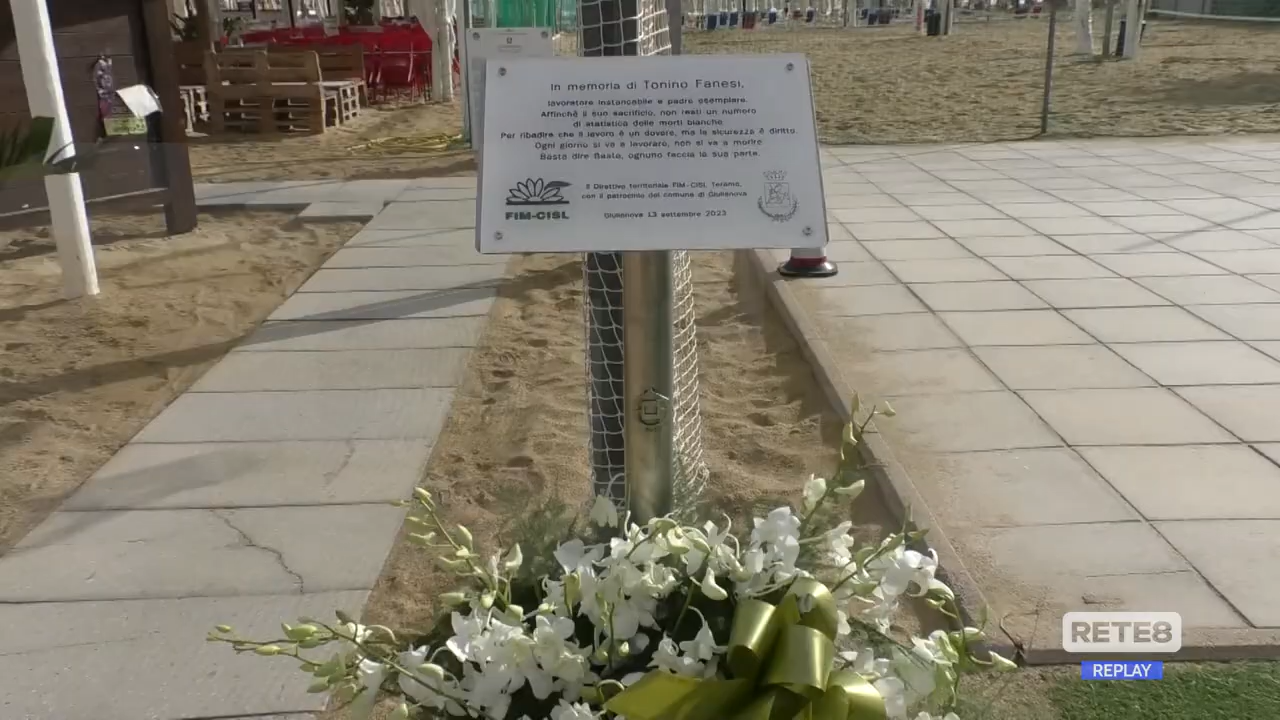 In memoria di Tonino Fanesi,
lavoratore instancabile e padre esemplare.
Affinchè il suo sacrificio, non resti un numero
di statistica delle morti bianche.
Per ribadire che il lavoro è un dovere, ma la sicurezza è diritto.
Ogni giorno si va a lavorare, non si va a morire.
Basta dire Basta, ognuno faccia la sua parte.
Il Direttivo territoriale FIM-CISL Teramo,
con il patrocinio del comune di Giulianova
FIM-CISL
Giulianova 13 settembre 2023
RETE8
REPLAY